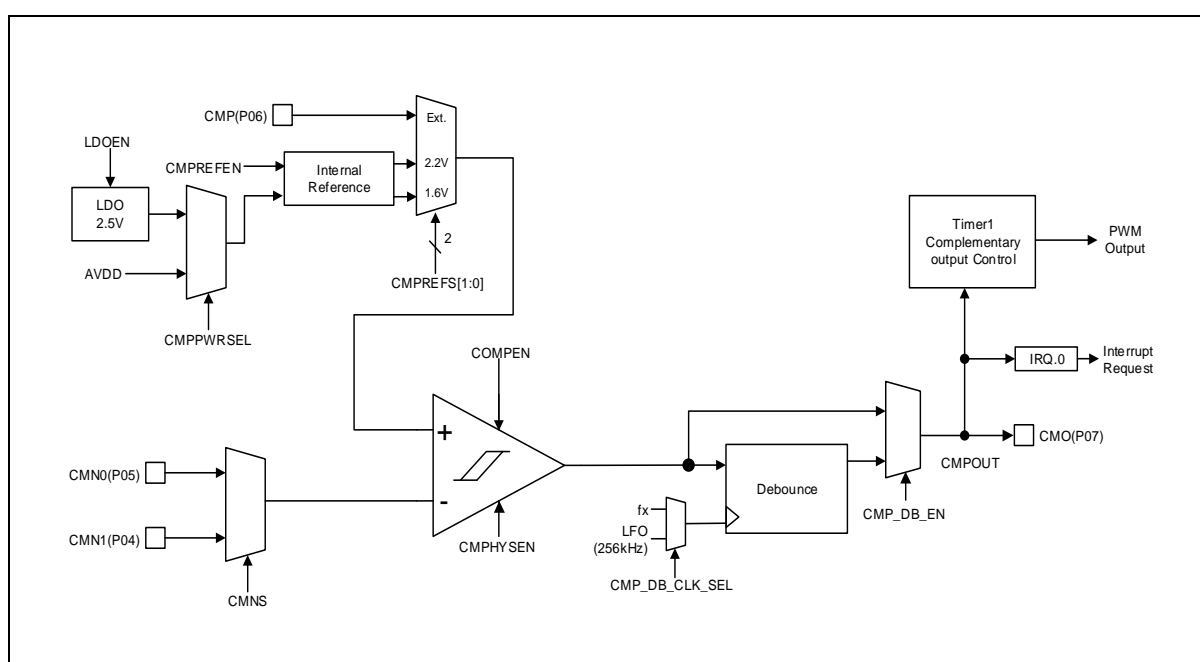 CMP(P06)
Ext.
LDOEN
CMPREFEN
Internal
Reference
2.2V
1.6V
LDO
2.5V
2
AVDD
CMPREFS[1:0]
CMPPWRSEL
Timer1
Complementary
output Control
PWM
Output
COMPEN
IRQ.0
Interrupt
Request
+
CMO(P07)
CMPOUT
CMN0(P05)
-
Debounce
fx
LFO
(256kHz)
CMP_DB_EN
CMN1(P04)
CMPHYSEN
CMP_DB_CLK_SEL
CMNS